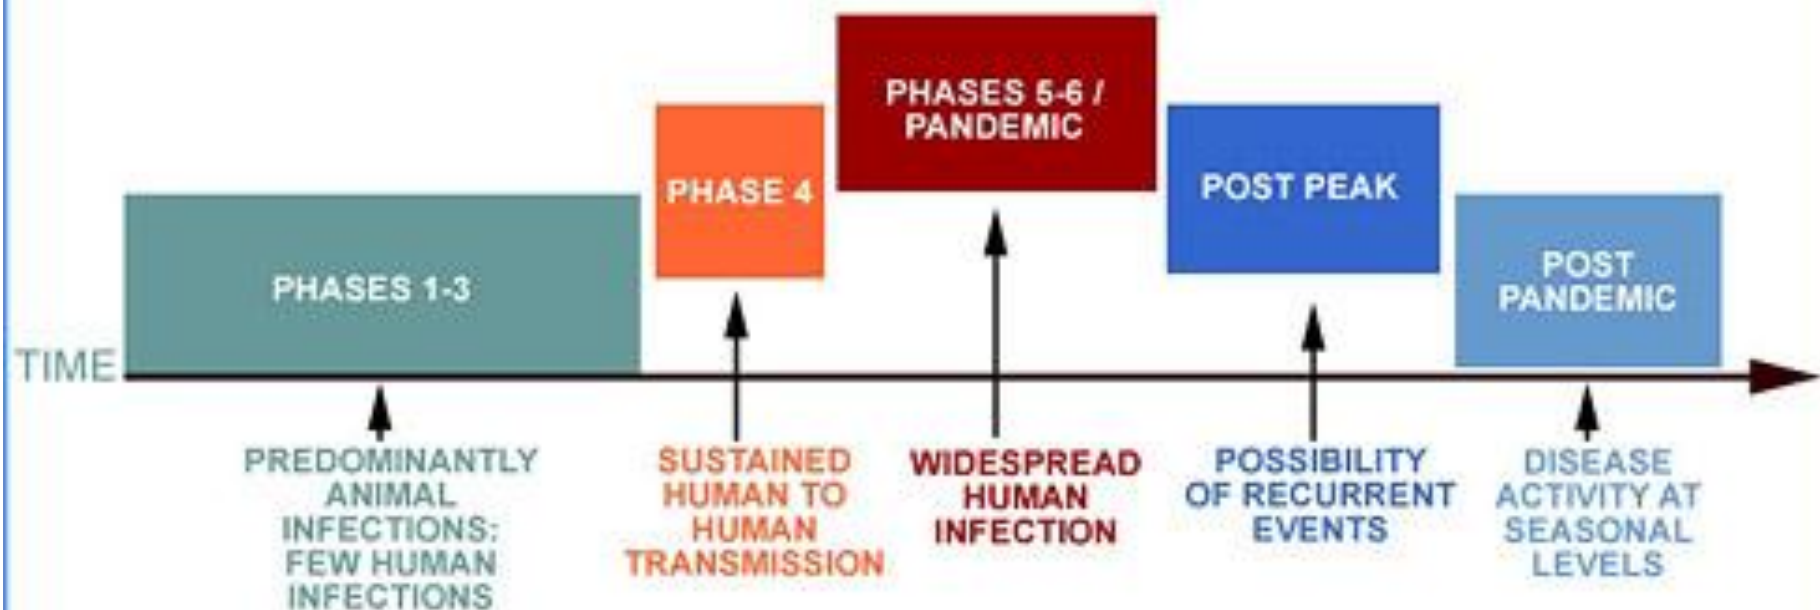 PHASES 5-6 /
PANDEMIC
PHASE 4
POST PEAK
PHASES 1-3
POST
PANDEMIC
TIME
PREDOMINANTLY
ANIMAL
INFECTIONS:
FEW HUMAN
INFECTIONS
SUSTAINED
HUMAN TO
HUMAN
TRANSMISSION
WIDESPREAD
HUMAN
INFECTION
POSSIBILITY
OF RECURRENT
EVENTS
DISEASE
ACTIVITY AT
SEASONAL
LEVELS